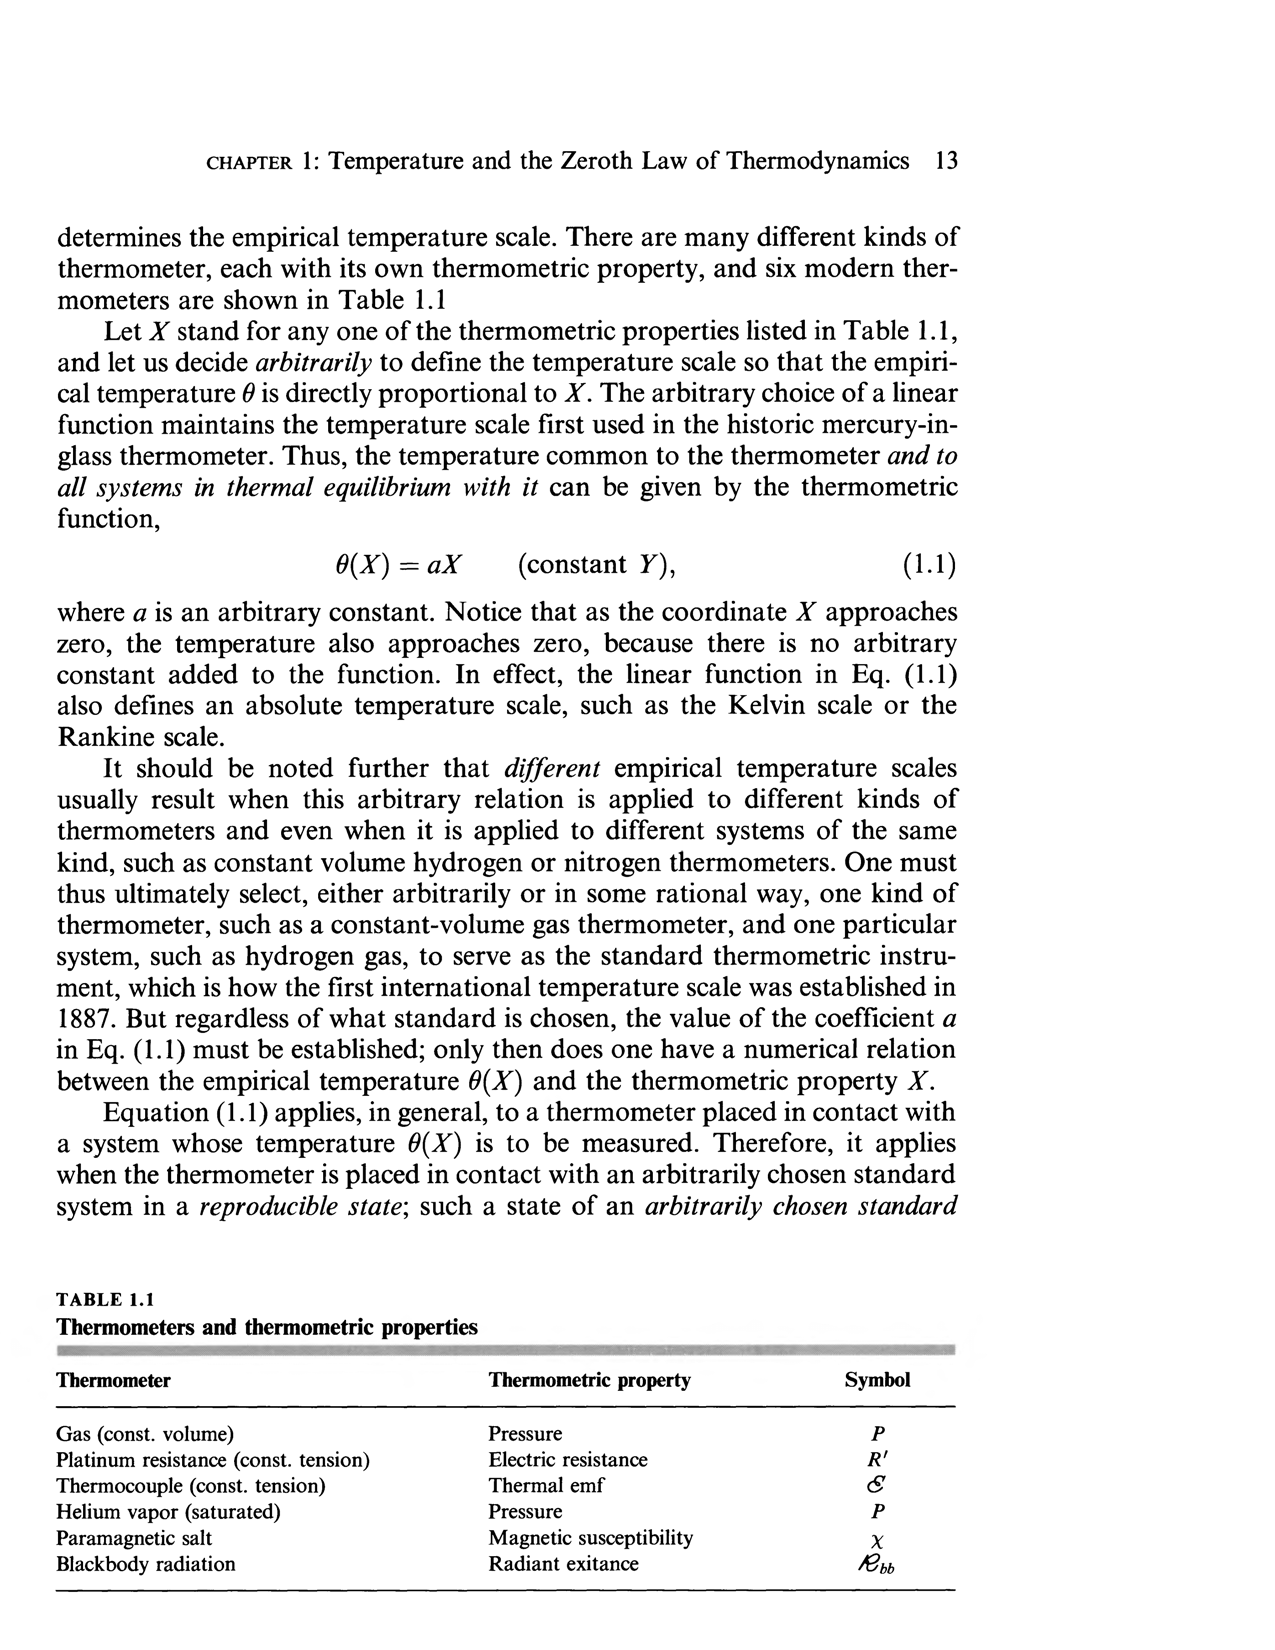 CHAPTER 1: Temperature and the Zeroth Law of Thermodynamics 13
determines the empirical temperature scale. There are many different kinds of
thermometer, each with its own thermometric property, and six modern ther-
mometers are shown in Table 1.1
Let X stand for any one of the thermometric properties listed in Table 1.1,
and let us decide arbitrarily to define the temperature scale so that the empiri-
cal temperature θ is directly proportional to X. The arbitrary choice of a linear
function maintains the temperature scale first used in the historic mercury-in-
glass thermometer. Thus, the temperature common to the thermometer and to
all systems in thermal equilibrium with it can be given by the thermometric
function,
θ(X) = aX (constant Y), (1.1)
where a is an arbitrary constant. Notice that as the coordinate X approaches
zero, the temperature also approaches zero, because there is no arbitrary
constant added to the function. In effect, the linear function in Eq. (1.1)
also defines an absolute temperature scale, such as the Kelvin scale or the
Rankine scale.
It should be noted further that different empirical temperature scales
usually result when this arbitrary relation is applied to different kinds of
thermometers and even when it is applied to different systems of the same
kind, such as constant volume hydrogen or nitrogen thermometers. One must
thus ultimately select, either arbitrarily or in some rational way, one kind of
thermometer, such as a constant-volume gas thermometer, and one particular
system, such as hydrogen gas, to serve as the standard thermometric instru-
ment, which is how the first international temperature scale was established in
1887. But regardless of what standard is chosen, the value of the coefficient a
in Eq. (1.1) must be established; only then does one have a numerical relation
between the empirical temperature θ(X) and the thermometric property X.
Equation (1.1) applies, in general, to a thermometer placed in contact with
a system whose temperature θ(X) is to be measured. Therefore, it applies
when the thermometer is placed in contact with an arbitrarily chosen standard
system in a reproducible state; such a state of an arbitrarily chosen standard
TABLE 1.1
Thermometers and thermometric properties
Thermometer Thermometric property Symbol
Gas (const. volume) Pressure P
Platinum resistance (const. tension) Electric resistance R′
Thermocouple (const. tension) Thermal emf ℰ
Helium vapor (saturated) Pressure P
Paramagnetic salt Magnetic susceptibility χ
Blackbody radiation Radiant exitance ℛbb